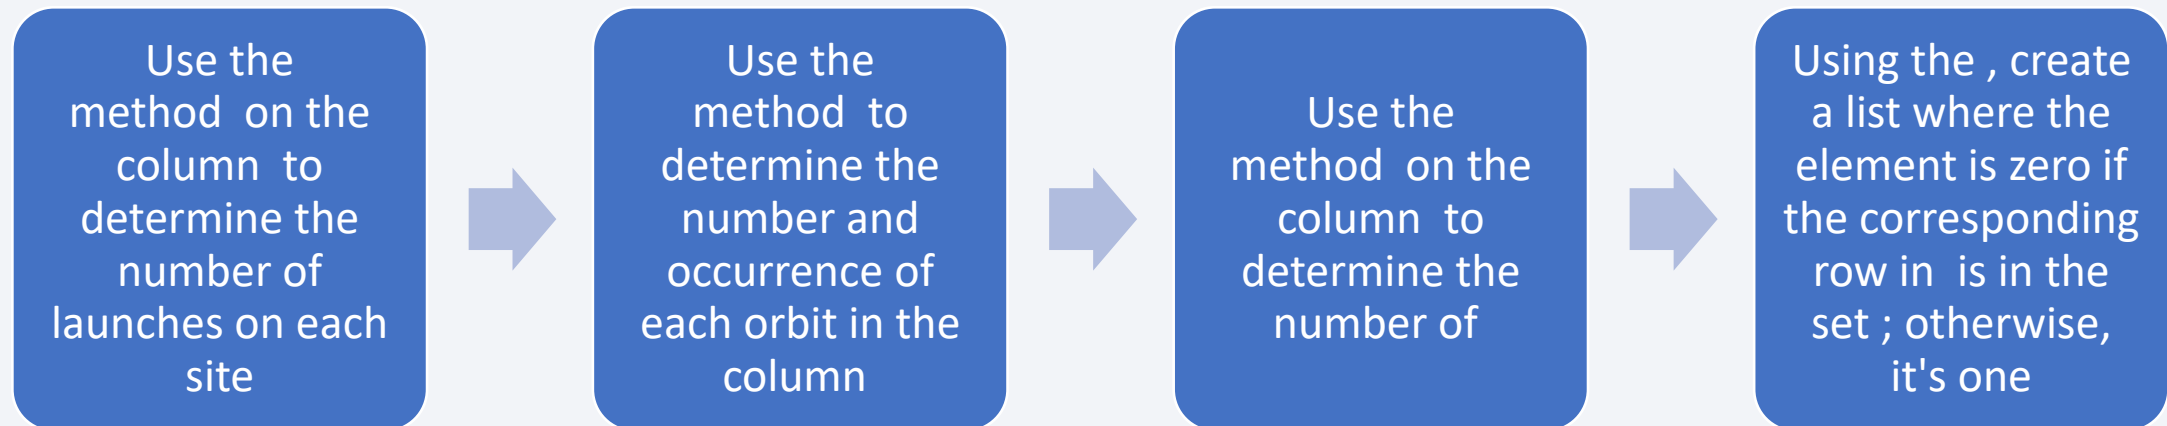 Use the
method on the
column to
determine the
number of
launches on each
site
Use the
method to
determine the
number and
occurrence of
each orbit in the
column
Use the
method on the
column to
determine the
number of
Using the , create
a list where the
element is zero if
the corresponding
row in is in the
set ; otherwise,
it's one